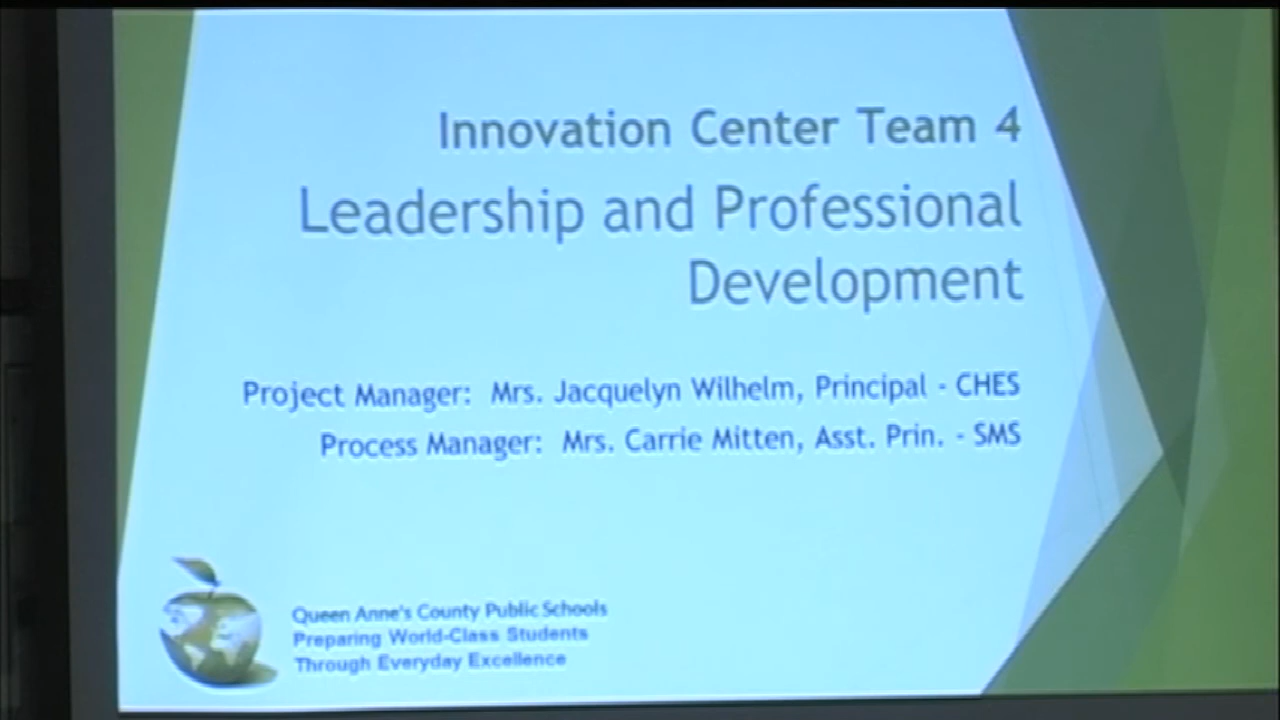 Innovation Center Team 4
Leadership and Professional
Development
Project Manager: Mrs. Jacquelyn Wilhelm, Principal - CHES
Process Manager: Mrs. Carrie Mitten, Asst. Prin. - SMS
Queen Anne's County Public Schools
Preparing World-Class Students
Through Everyday Excellence